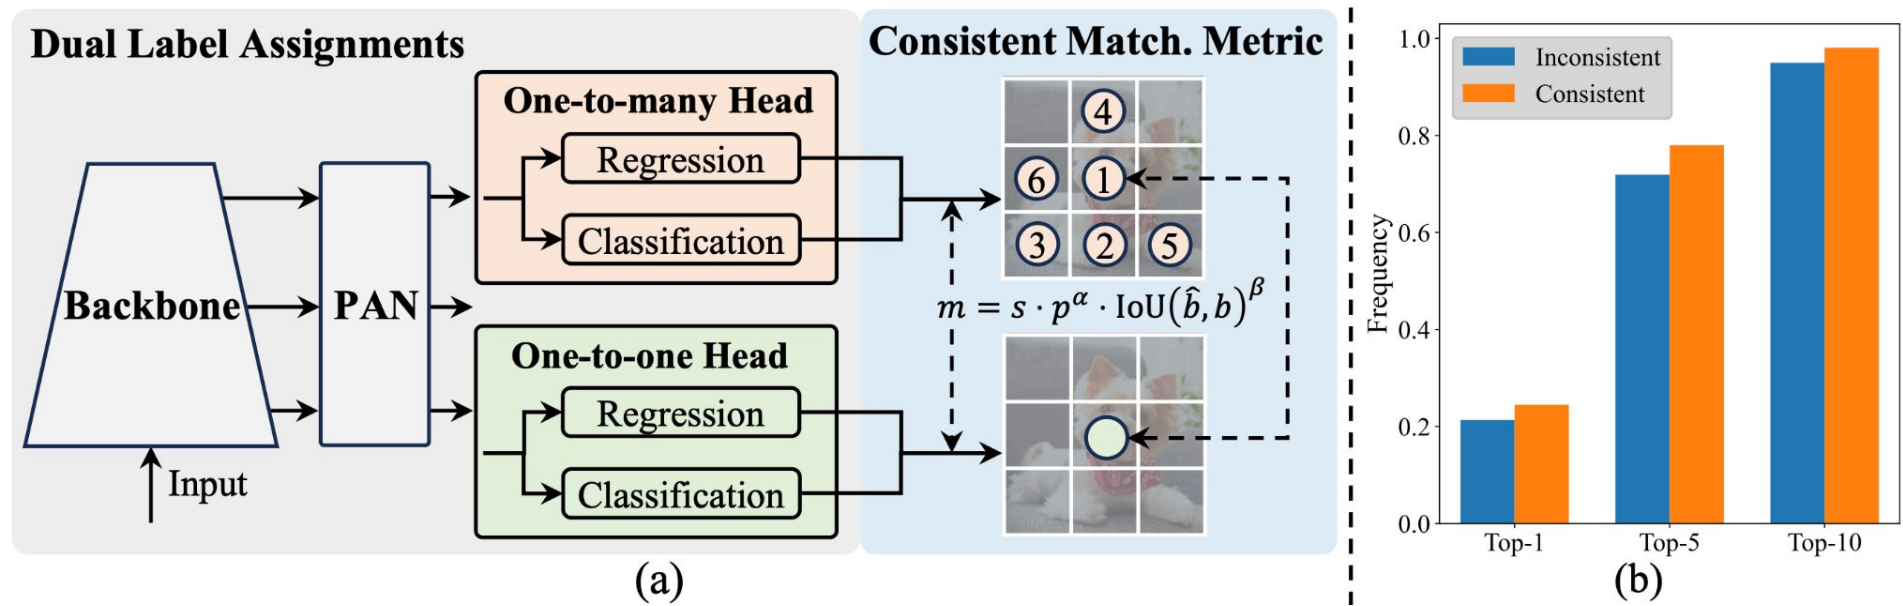 Dual Label Assignments
Consistent Match. Metric
One-to-many Head
Regression
Classification
Backbone
PAN
One-to-one Head
Regression
Classification
Input
4
6 1
3 2 5
m = s · p^α · IoU(b̂, b)^β
(a)
Inconsistent
Consistent
Frequency
1.0
0.8
0.6
0.4
0.2
0.0
Top-1 Top-5 Top-10
(b)